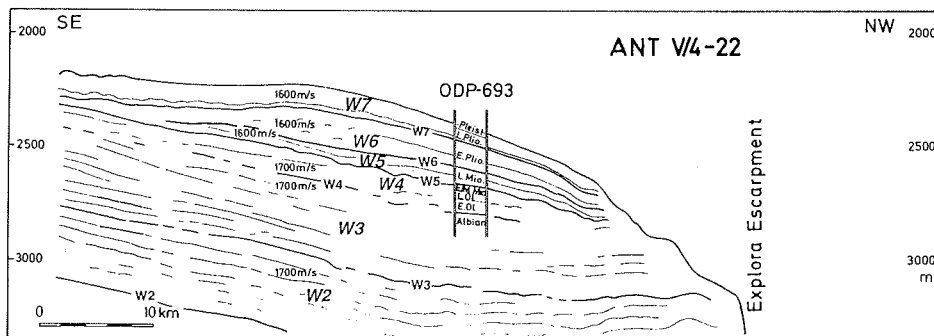 SE
NW
2000
2000
ANT V/4-22
ODP-693
1600m/s
W7
Pleist.
L.Plio.
1600m/s
W7
W6
E.Plio.
1600m/s
W5
W6
2500
2500
L.Mio.
1700m/s
W4
W4
W5
1700m/s
L.OL.
E.OL.
Albian
W3
Explora Escarpment
3000
3000
m
1700m/s
W3
W2
W2
0
10 km